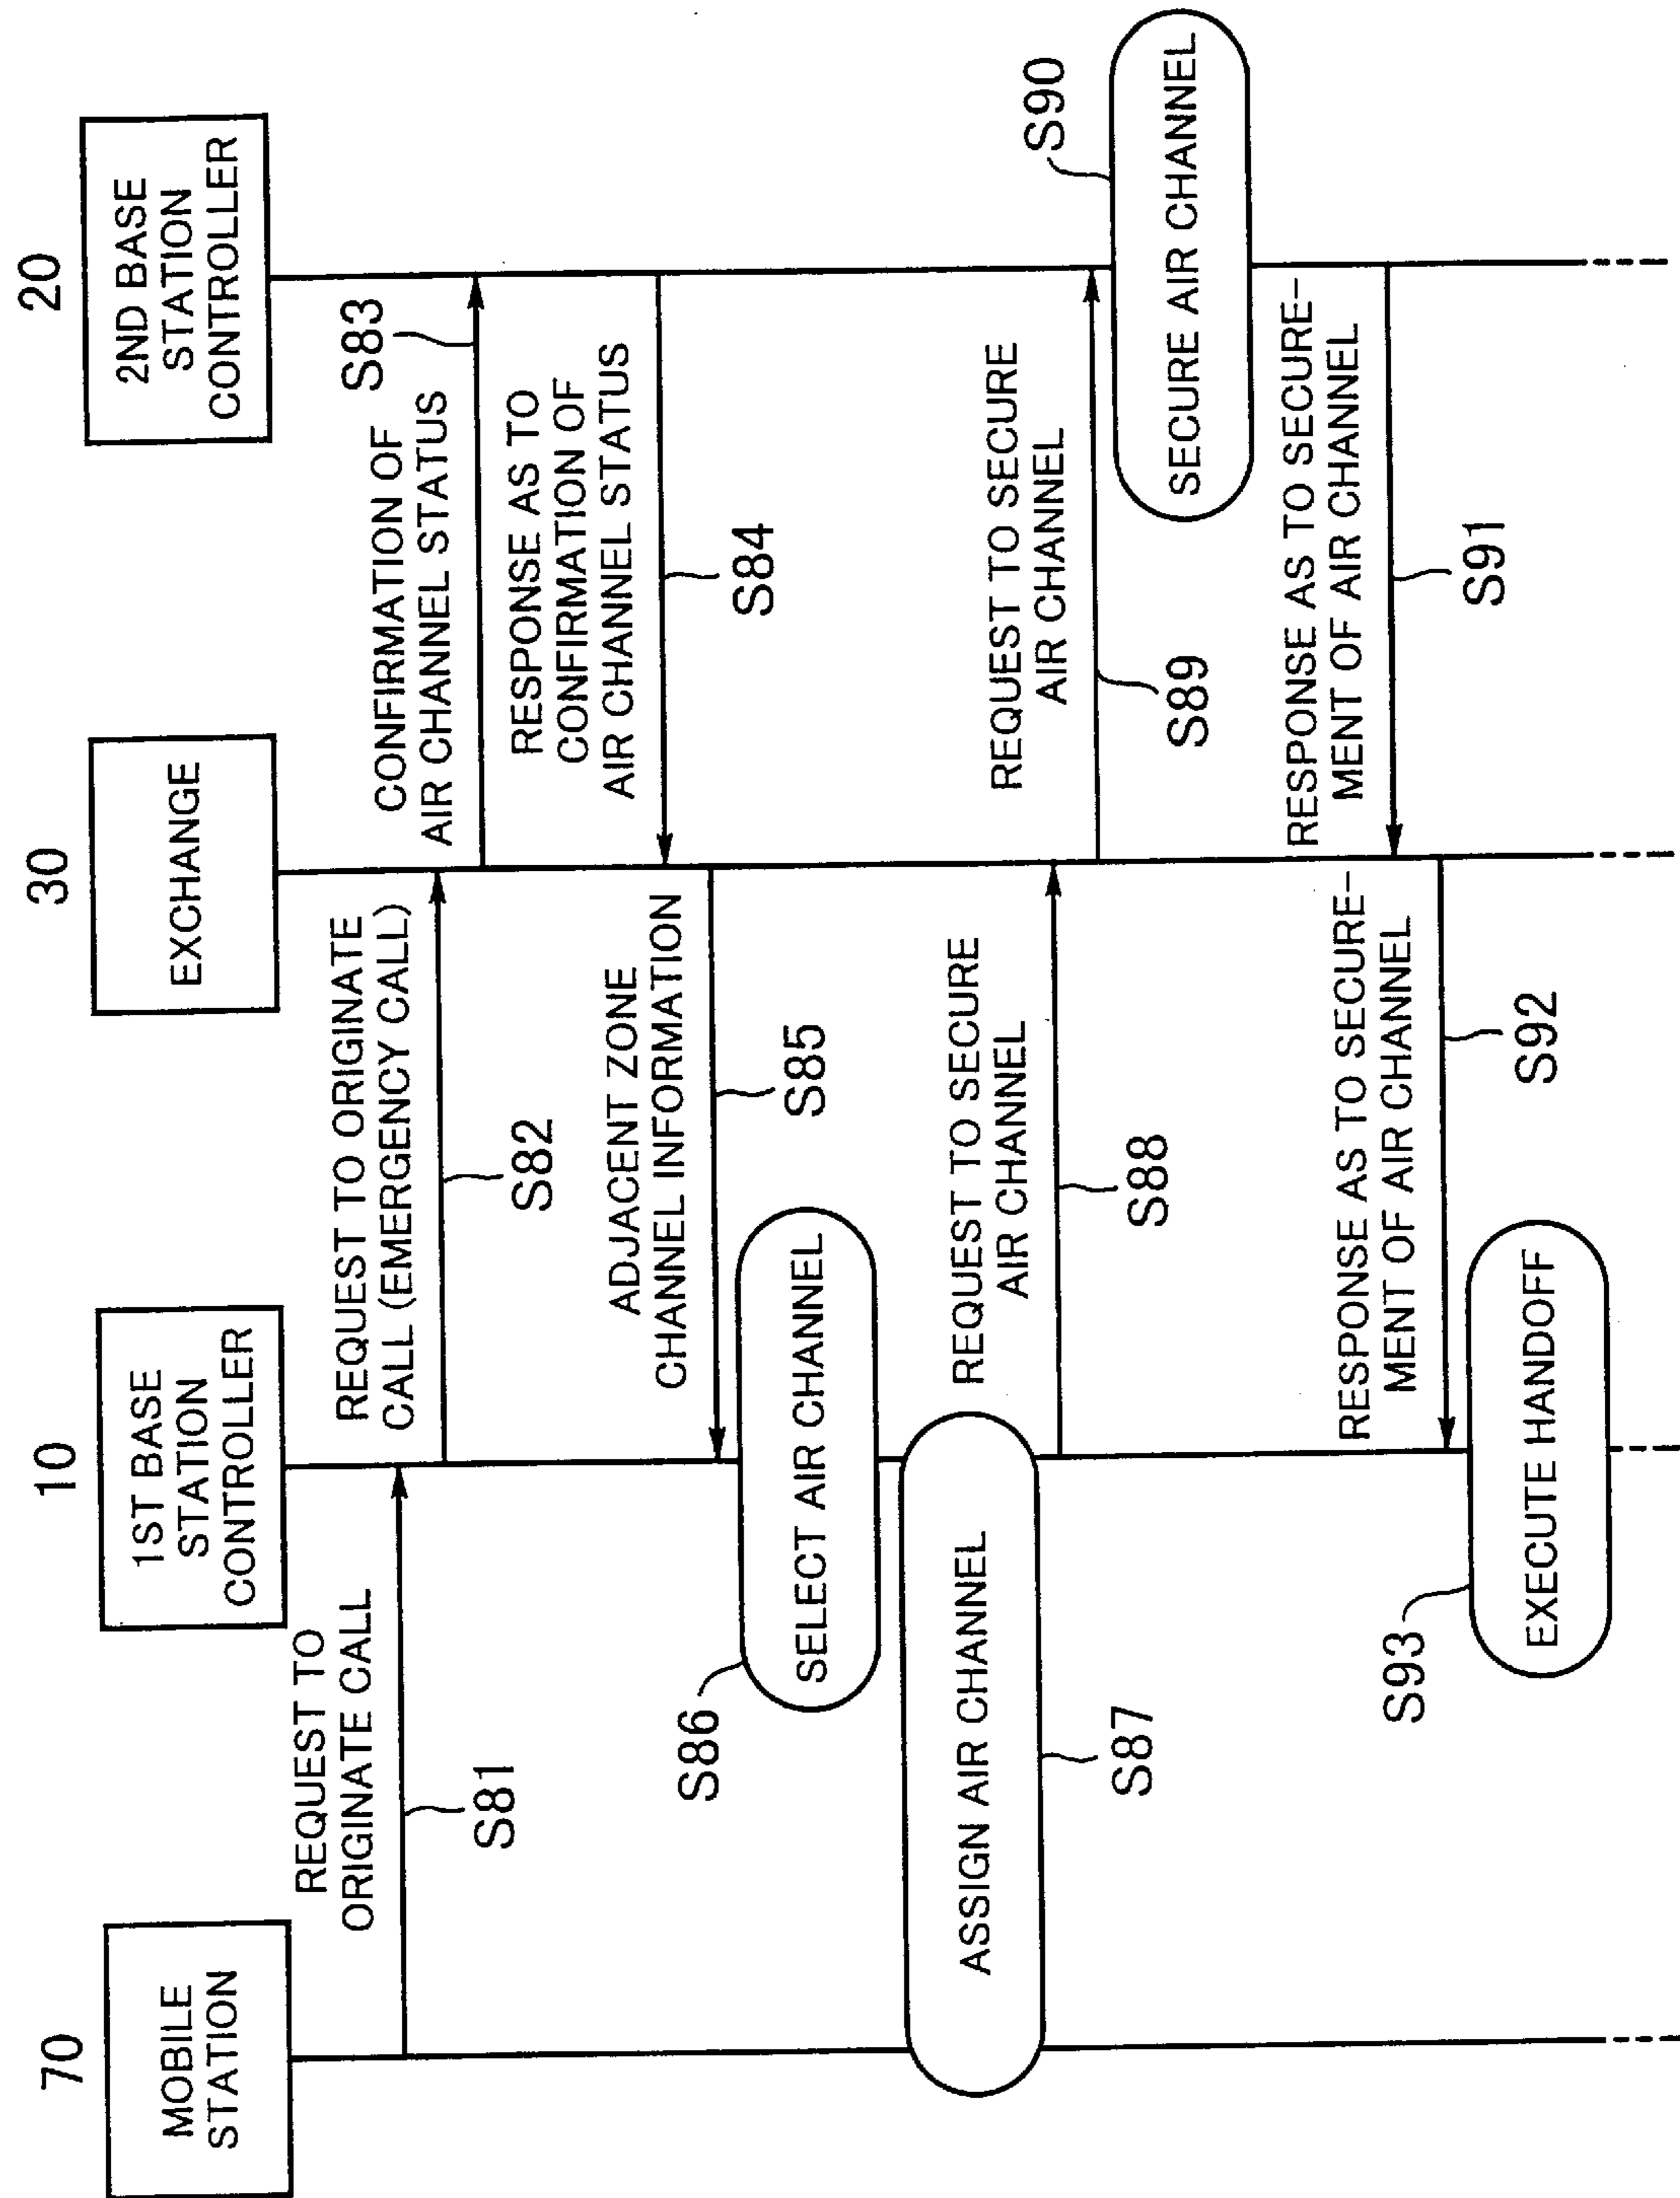 70
MOBILE
STATION
10
1ST BASE
STATION
CONTROLLER
30
EXCHANGE
20
2ND BASE
STATION
CONTROLLER
REQUEST TO
ORIGINATE CALL
S81
REQUEST TO ORIGINATE
CALL (EMERGENCY CALL)
S82
CONFIRMATION OF
AIR CHANNEL STATUS
S83
RESPONSE AS TO
CONFIRMATION OF
AIR CHANNEL STATUS
S84
ADJACENT ZONE
CHANNEL INFORMATION
S85
S86
SELECT AIR CHANNEL
ASSIGN AIR CHANNEL
S87
REQUEST TO SECURE
AIR CHANNEL
S88
REQUEST TO SECURE
AIR CHANNEL
S89
S90
SECURE AIR CHANNEL
RESPONSE AS TO SECURE-
MENT OF AIR CHANNEL
S91
RESPONSE AS TO SECURE-
MENT OF AIR CHANNEL
S92
S93
EXECUTE HANDOFF